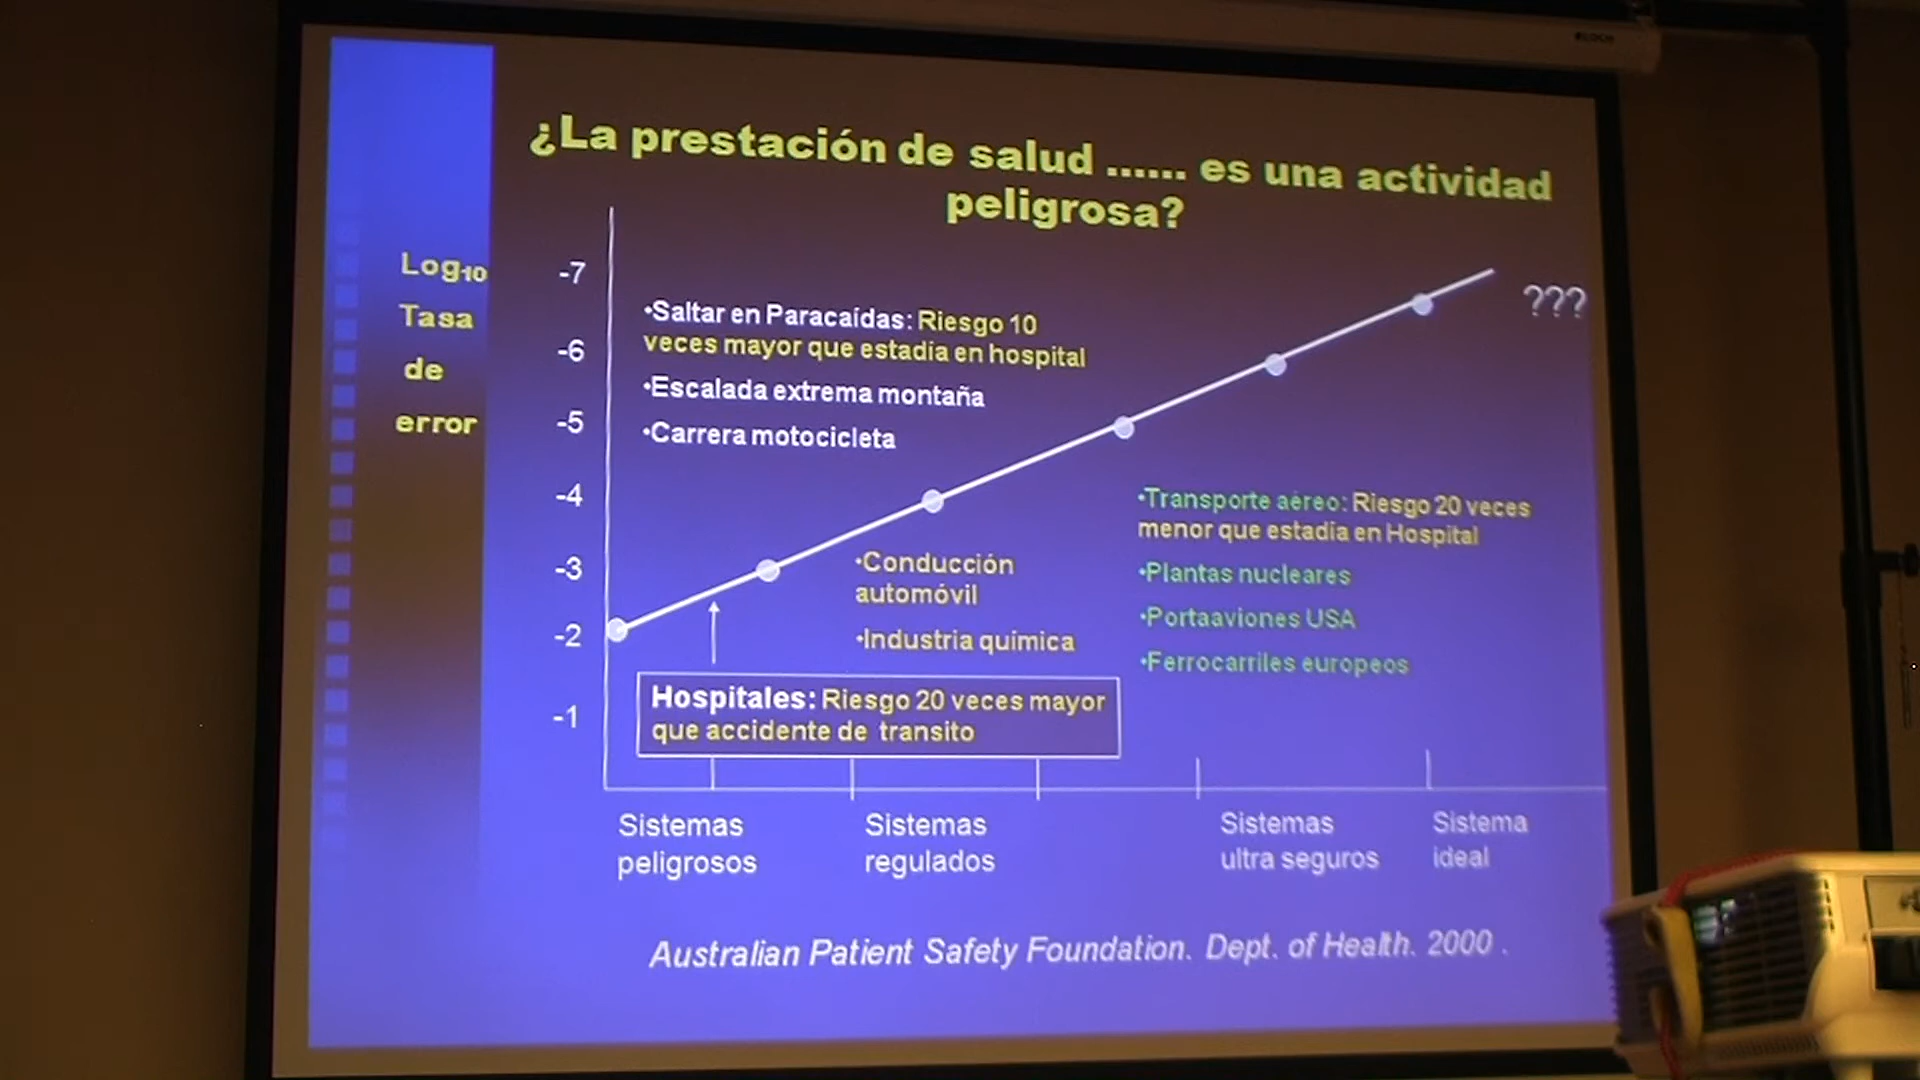 ¿La prestación de salud ...... es una actividad
peligrosa?
Log10
Tasa
de
error
-7
-6
-5
-4
-3
-2
-1
•Saltar en Paracaídas: Riesgo 10
veces mayor que estadía en hospital
•Escalada extrema montaña
•Carrera motocicleta
???
•Conducción
automóvil
•Industria química
•Transporte aéreo: Riesgo 20 veces
menor que estadía en Hospital
•Plantas nucleares
•Portaaviones USA
•Ferrocarriles europeos
Hospitales: Riesgo 20 veces mayor
que accidente de transito
Sistemas
peligrosos
Sistemas
regulados
Sistemas
ultra seguros
Sistema
ideal
Australian Patient Safety Foundation. Dept. of Health. 2000 .